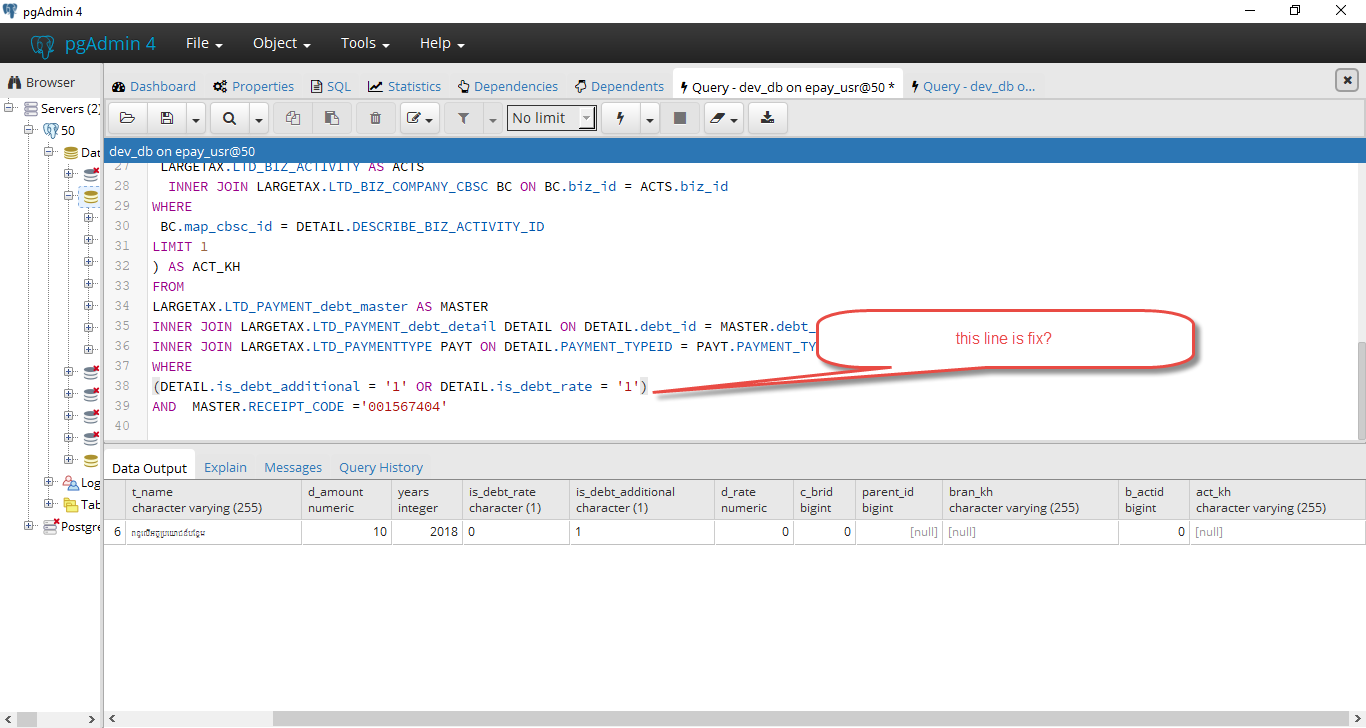 pgAdmin 4
pgAdmin 4 File Object Tools Help
Browser
Dashboard Properties SQL Statistics Dependencies Dependents Query - dev_db on epay_usr@50 * Query - dev_db o...
Servers (2)
50
Dat
Log
Tab
Postgre
No limit
dev_db on epay_usr@50
27 LARGETAX.LTD_BIZ_ACTIVITY AS ACTS
28 INNER JOIN LARGETAX.LTD_BIZ_COMPANY_CBSC BC ON BC.biz_id = ACTS.biz_id
29 WHERE
30 BC.map_cbsc_id = DETAIL.DESCRIBE_BIZ_ACTIVITY_ID
31 LIMIT 1
32 ) AS ACT_KH
33 FROM
34 LARGETAX.LTD_PAYMENT_debt_master AS MASTER
35 INNER JOIN LARGETAX.LTD_PAYMENT_debt_detail DETAIL ON DETAIL.debt_id = MASTER.debt_
36 INNER JOIN LARGETAX.LTD_PAYMENTTYPE PAYT ON DETAIL.PAYMENT_TYPEID = PAYT.PAYMENT_TY
37 WHERE
38 (DETAIL.is_debt_additional = '1' OR DETAIL.is_debt_rate = '1')
39 AND MASTER.RECEIPT_CODE ='001567404'
40
this line is fix?
Data Output Explain Messages Query History
t_name d_amount years is_debt_rate is_debt_additional d_rate c_brid parent_id bran_kh b_actid act_kh
character varying (255) numeric integer character (1) character (1) numeric bigint bigint character varying (255) bigint character varying (255)
6 10 2018 0 1 0 0 [null] [null] 0 [null]